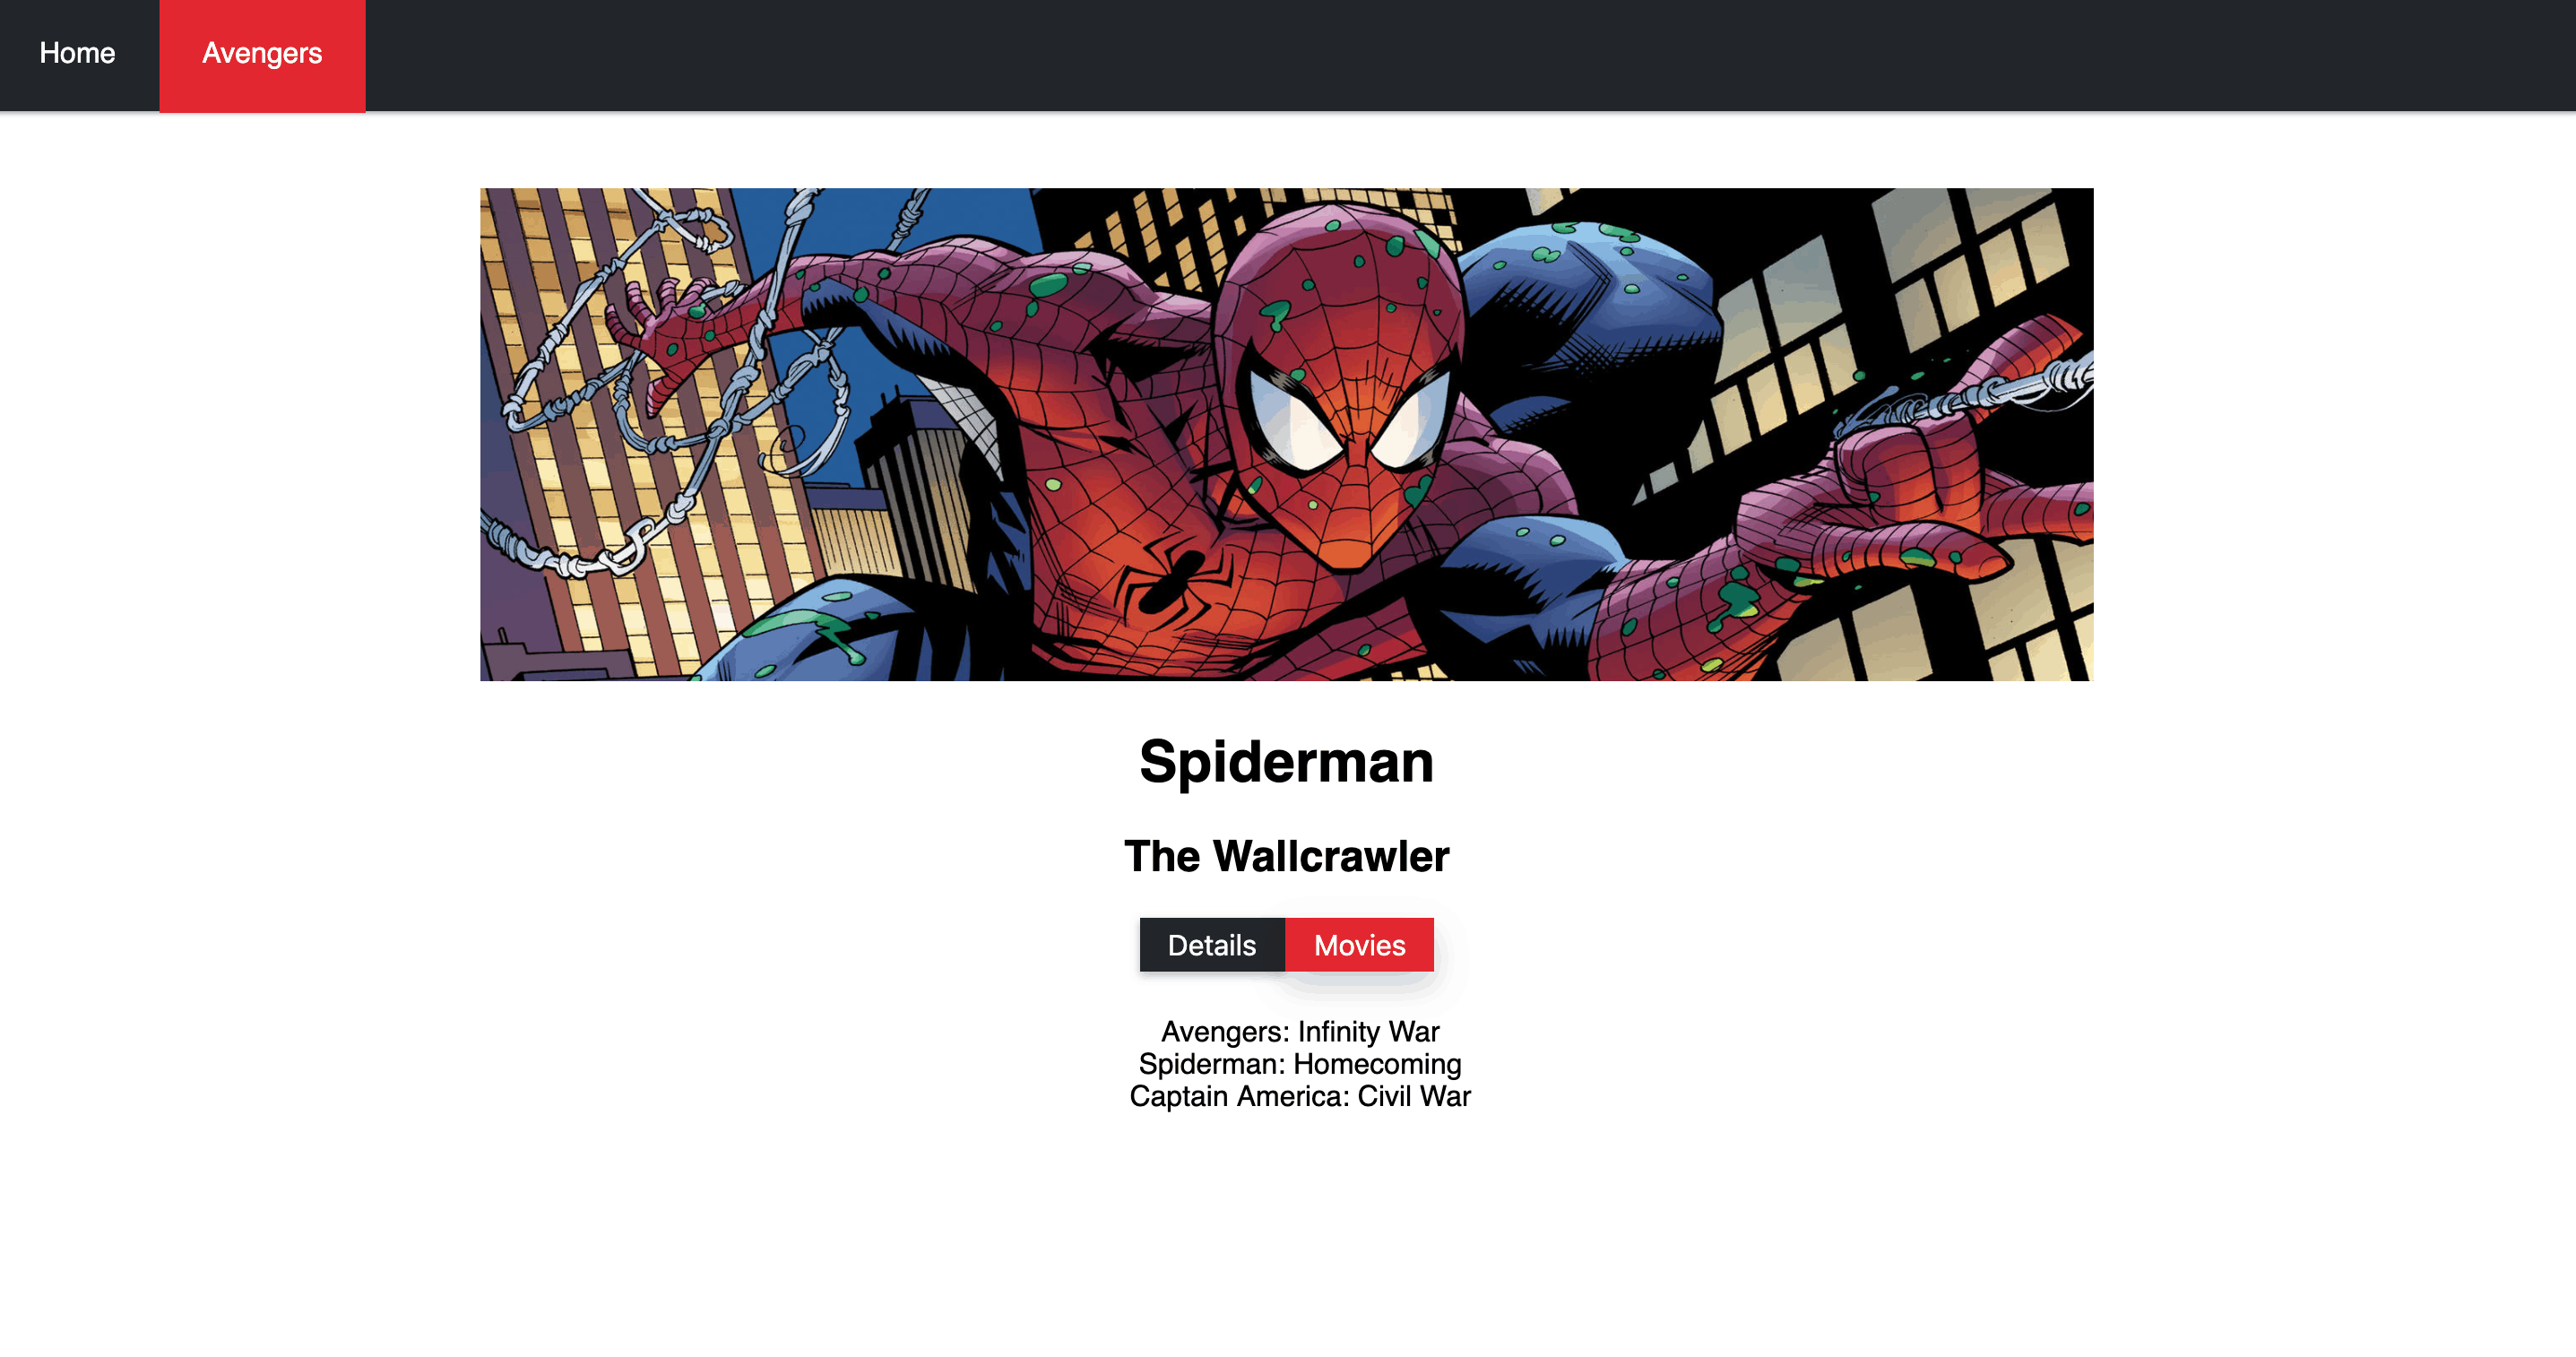 Home Avengers
Spiderman
The Wallcrawler
Details Movies
Avengers: Infinity War
Spiderman: Homecoming
Captain America: Civil War